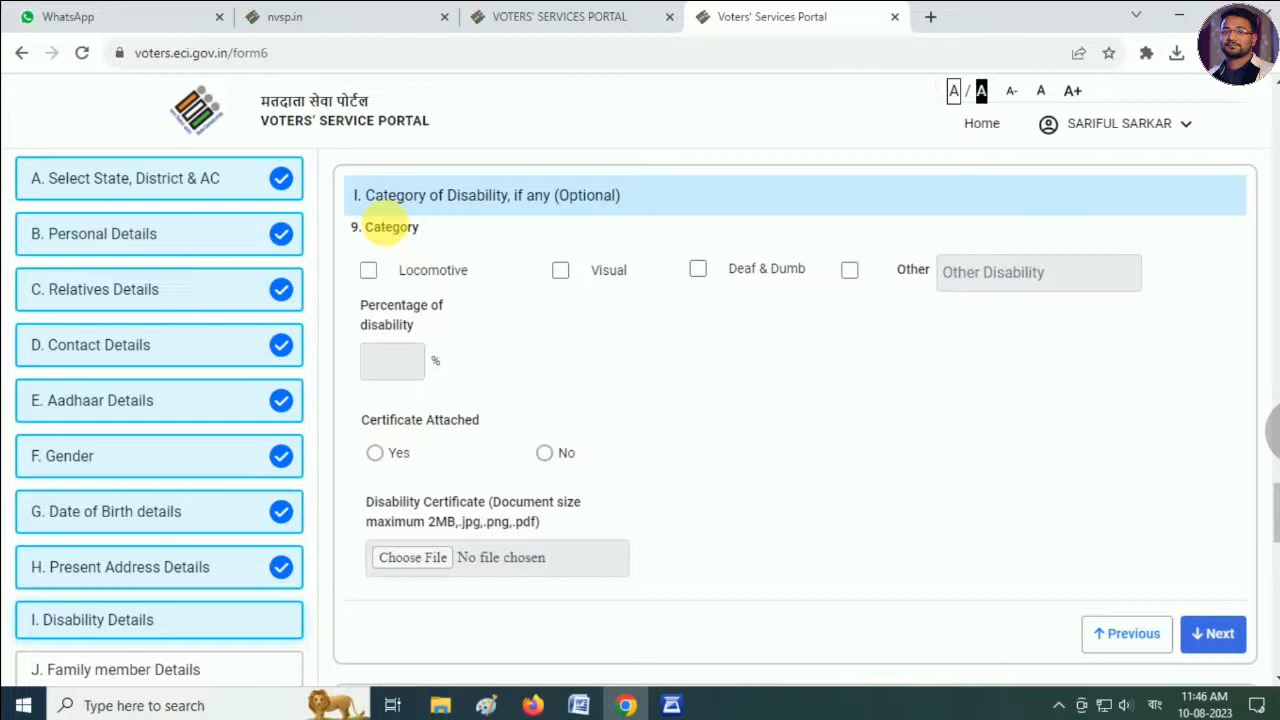 WhatsApp
nvsp.in
VOTERS' SERVICES PORTAL
Voters' Services Portal
voters.eci.gov.in/form6
A / A A- A A+
मतदाता सेवा पोर्टल
VOTERS' SERVICE PORTAL
Home
SARIFUL SARKAR
A. Select State, District & AC
B. Personal Details
C. Relatives Details
D. Contact Details
E. Aadhaar Details
F. Gender
G. Date of Birth details
H. Present Address Details
I. Disability Details
J. Family member Details
I. Category of Disability, if any (Optional)
9. Category
Locomotive
Visual
Deaf & Dumb
Other
Other Disability
Percentage of
disability
%
Certificate Attached
Yes
No
Disability Certificate (Document size
maximum 2MB,.jpg,.png,.pdf)
Choose File No file chosen
Previous
Next
Type here to search
বাং
11:46 AM
10-08-2023